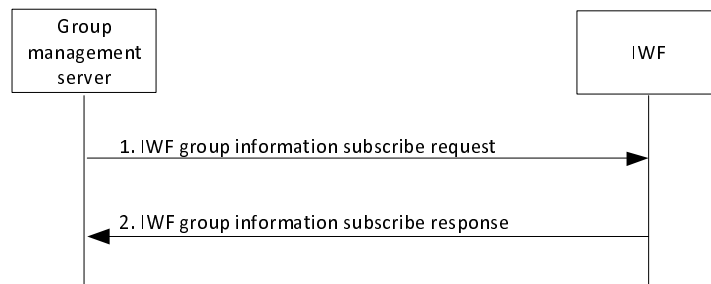 Group
management
server
IWF
1. IWF group information subscribe request
2. IWF group information subscribe response